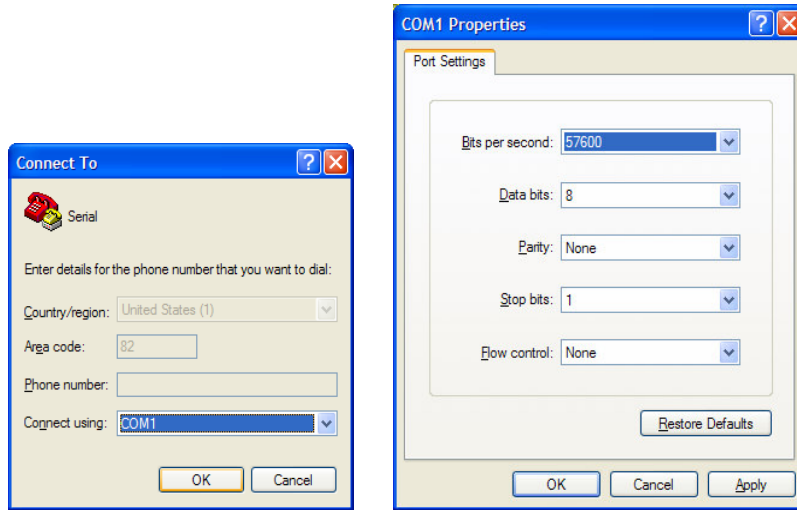 Connect To
Serial
Enter details for the phone number that you want to dial:
Country/region: United States (1)
Area code: 82
Phone number:
Connect using: COM1
OK Cancel
COM1 Properties
Port Settings
Bits per second: 57600
Data bits: 8
Parity: None
Stop bits: 1
Flow control: None
Restore Defaults
OK Cancel Apply